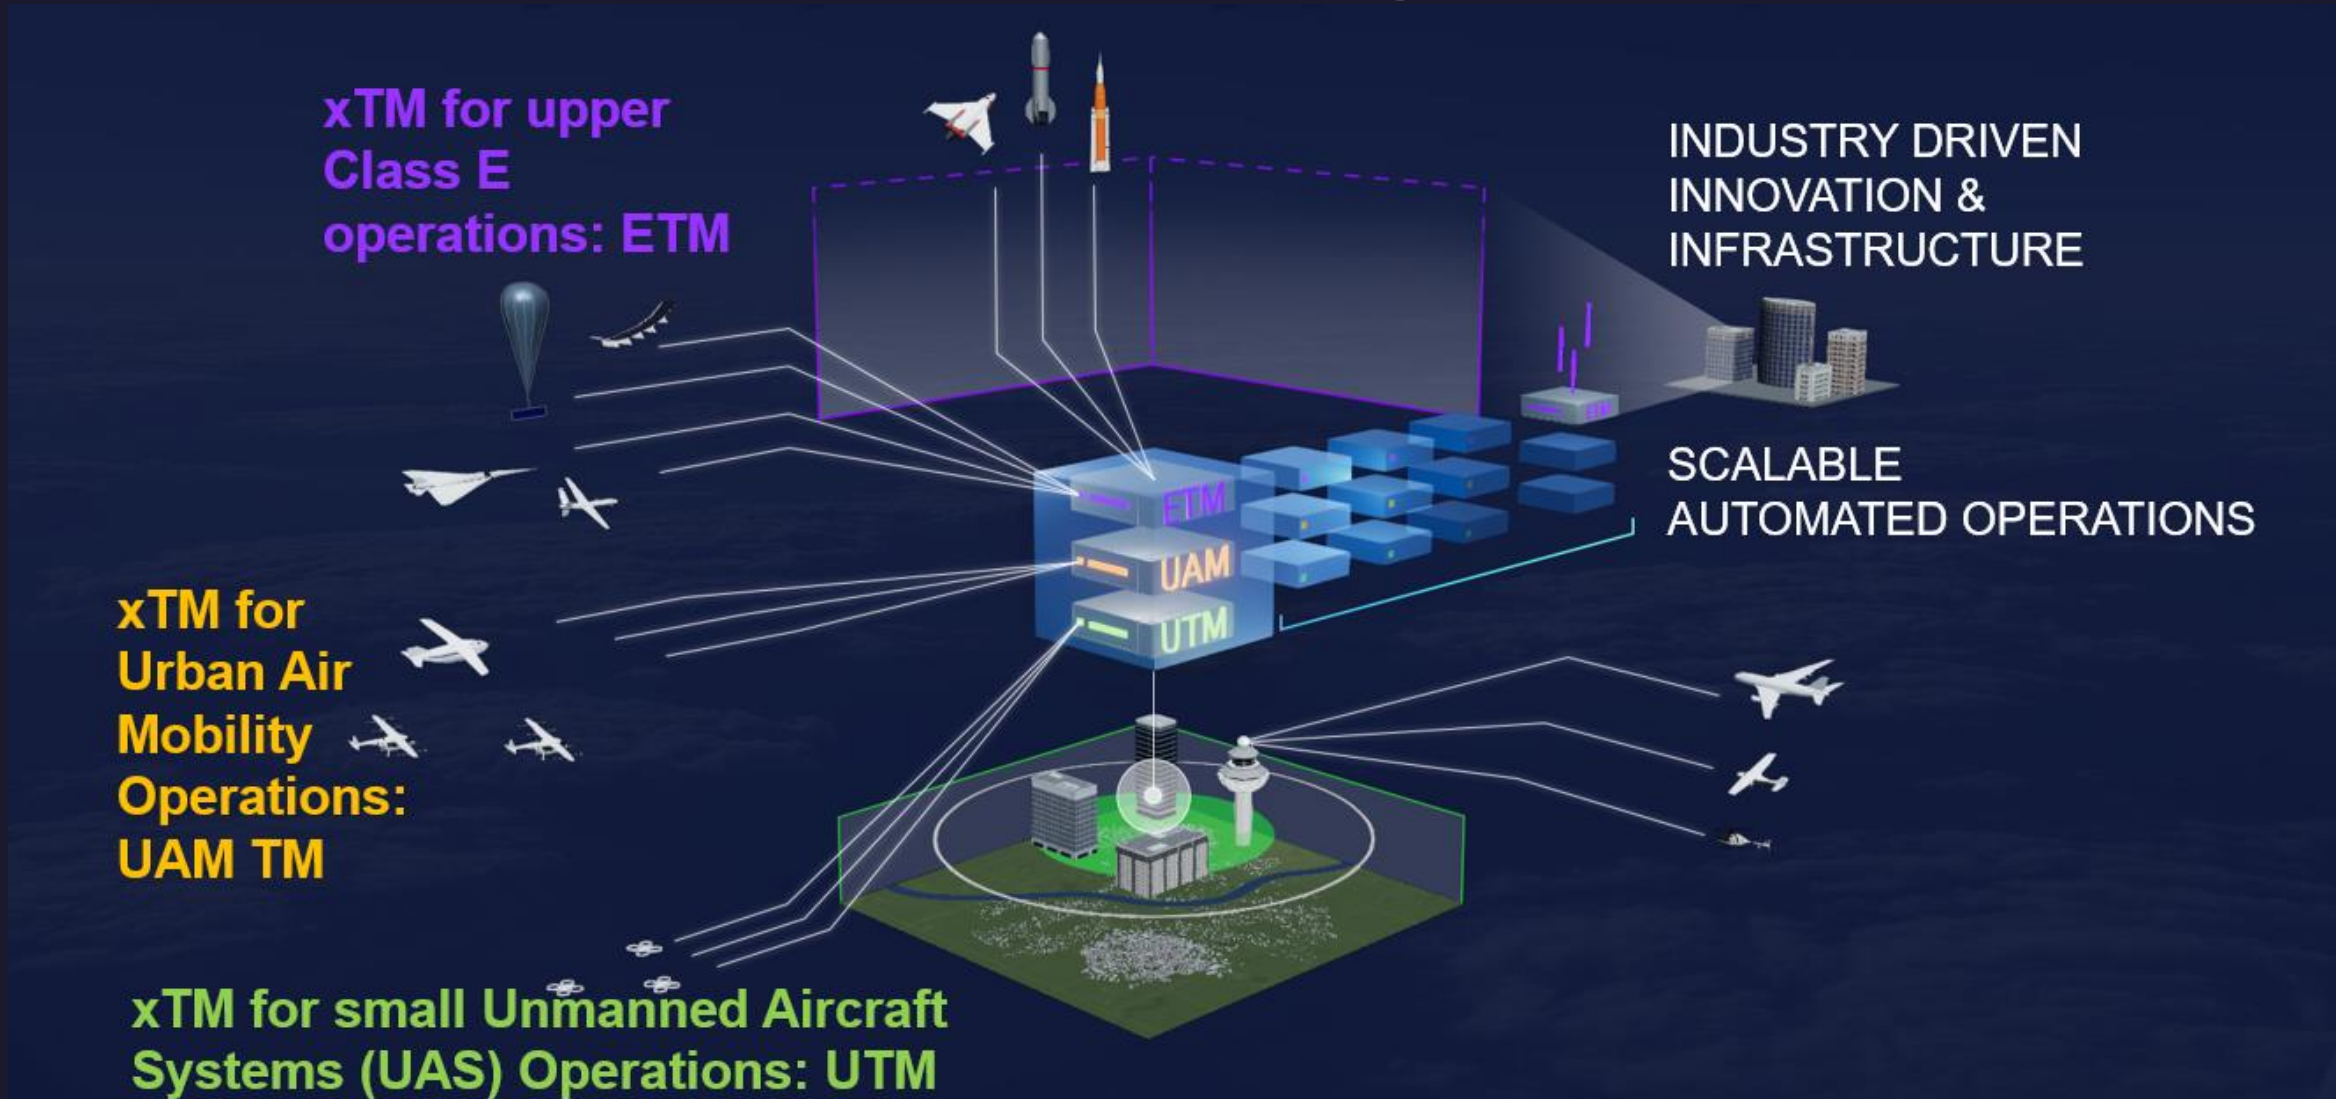 xTM for upper
Class E
operations: ETM
INDUSTRY DRIVEN
INNOVATION &
INFRASTRUCTURE
SCALABLE
AUTOMATED OPERATIONS
ETM
ETM
UAM
UTM
xTM for
Urban Air
Mobility
Operations:
UAM TM
xTM for small Unmanned Aircraft
Systems (UAS) Operations: UTM